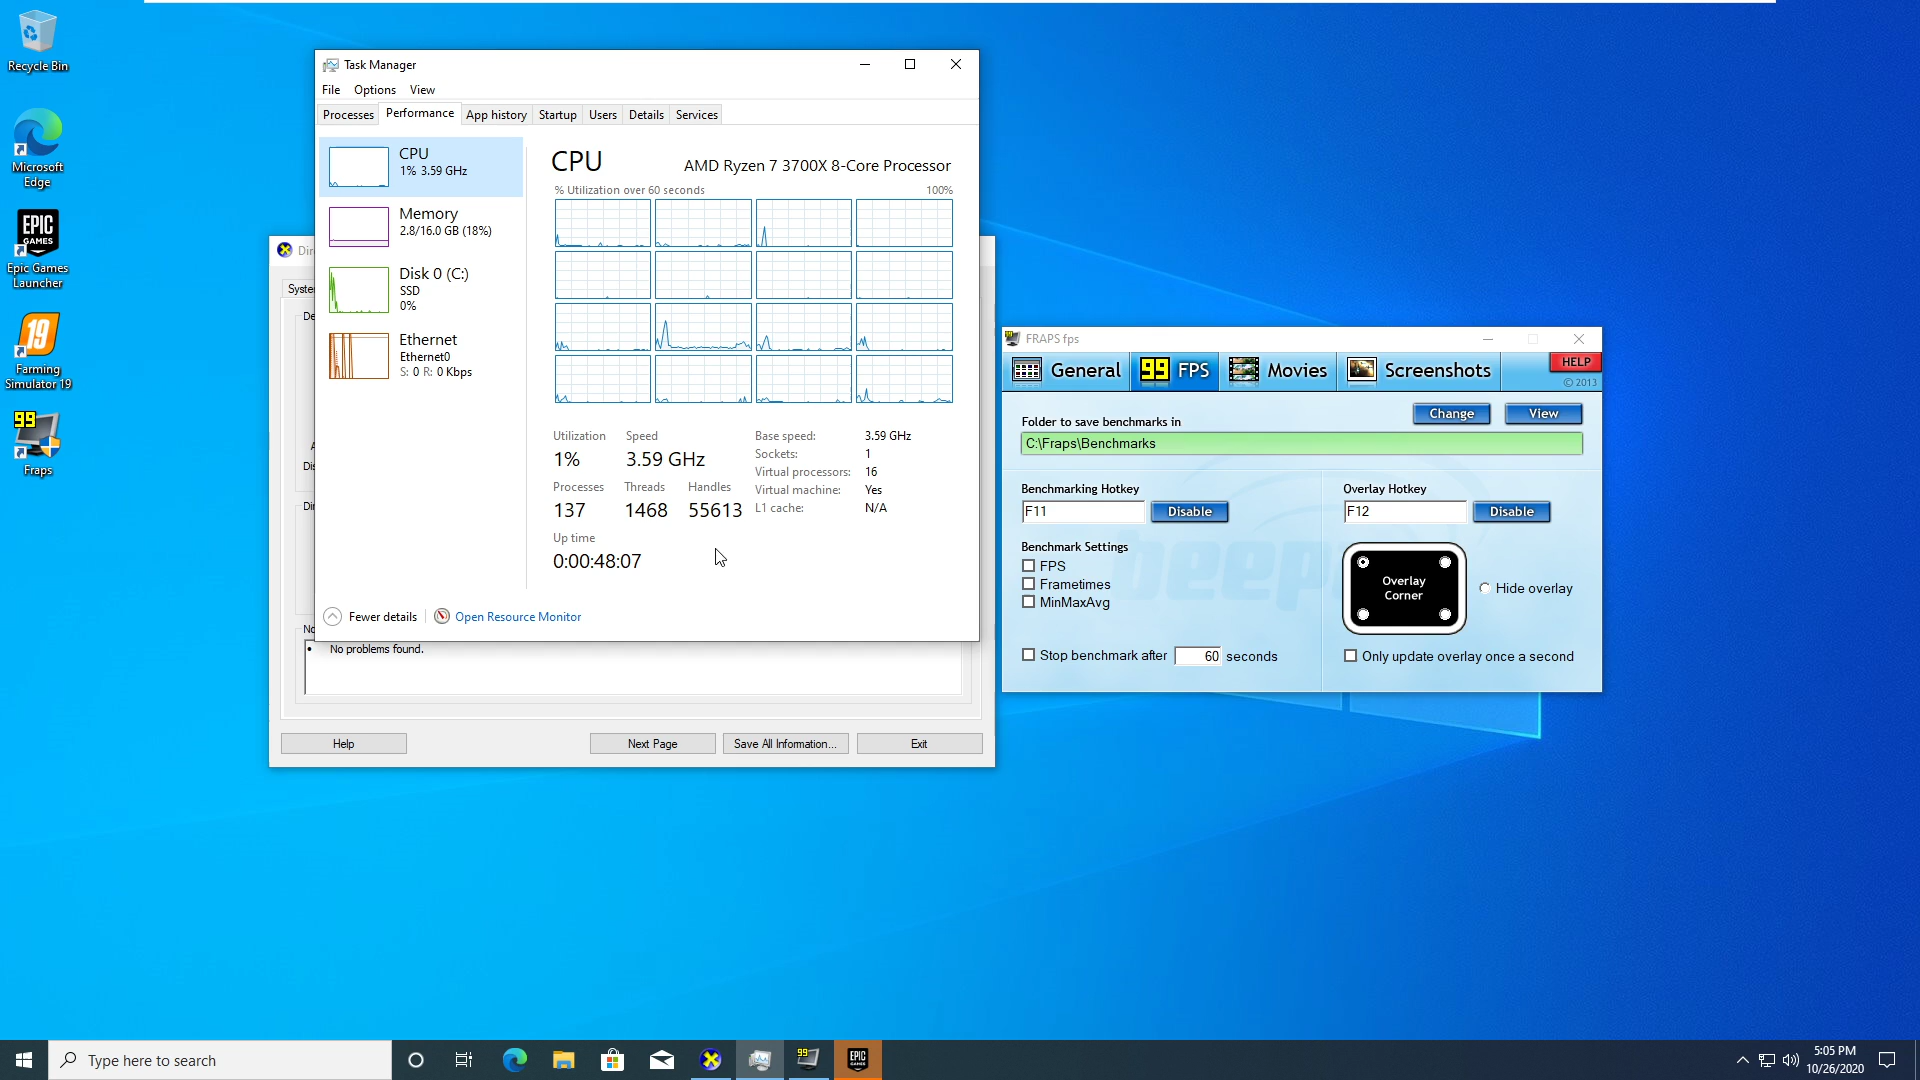 Recycle Bin
Microsoft
Edge
EPIC
GAMES
Epic Games
Launcher
19
Farming
Simulator 19
99
Fraps
Task Manager
File Options View
Processes Performance App history Startup Users Details Services
CPU
1% 3.59 GHz
Memory
2.8/16.0 GB (18%)
Disk 0 (C:)
SSD
0%
Ethernet
Ethernet0
S: 0 R: 0 Kbps
CPU AMD Ryzen 7 3700X 8-Core Processor
% Utilization over 60 seconds 100%
Utilization Speed
1% 3.59 GHz
Processes Threads Handles
137 1468 55613
Up time
0:00:48:07
Base speed: 3.59 GHz
Sockets: 1
Virtual processors: 16
Virtual machine: Yes
L1 cache: N/A
Fewer details Open Resource Monitor
No problems found.
Help Next Page Save All Information... Exit
FRAPS fps
General 99 FPS Movies Screenshots
HELP
© 2013
Folder to save benchmarks in Change View
C:\Fraps\Benchmarks
Benchmarking Hotkey
F11 Disable
Benchmark Settings
FPS
Frametimes
MinMaxAvg
Stop benchmark after 60 seconds
Overlay Hotkey
F12 Disable
Overlay
Corner
Hide overlay
Only update overlay once a second
Type here to search
99
EPIC
GAMES
5:05 PM
10/26/2020